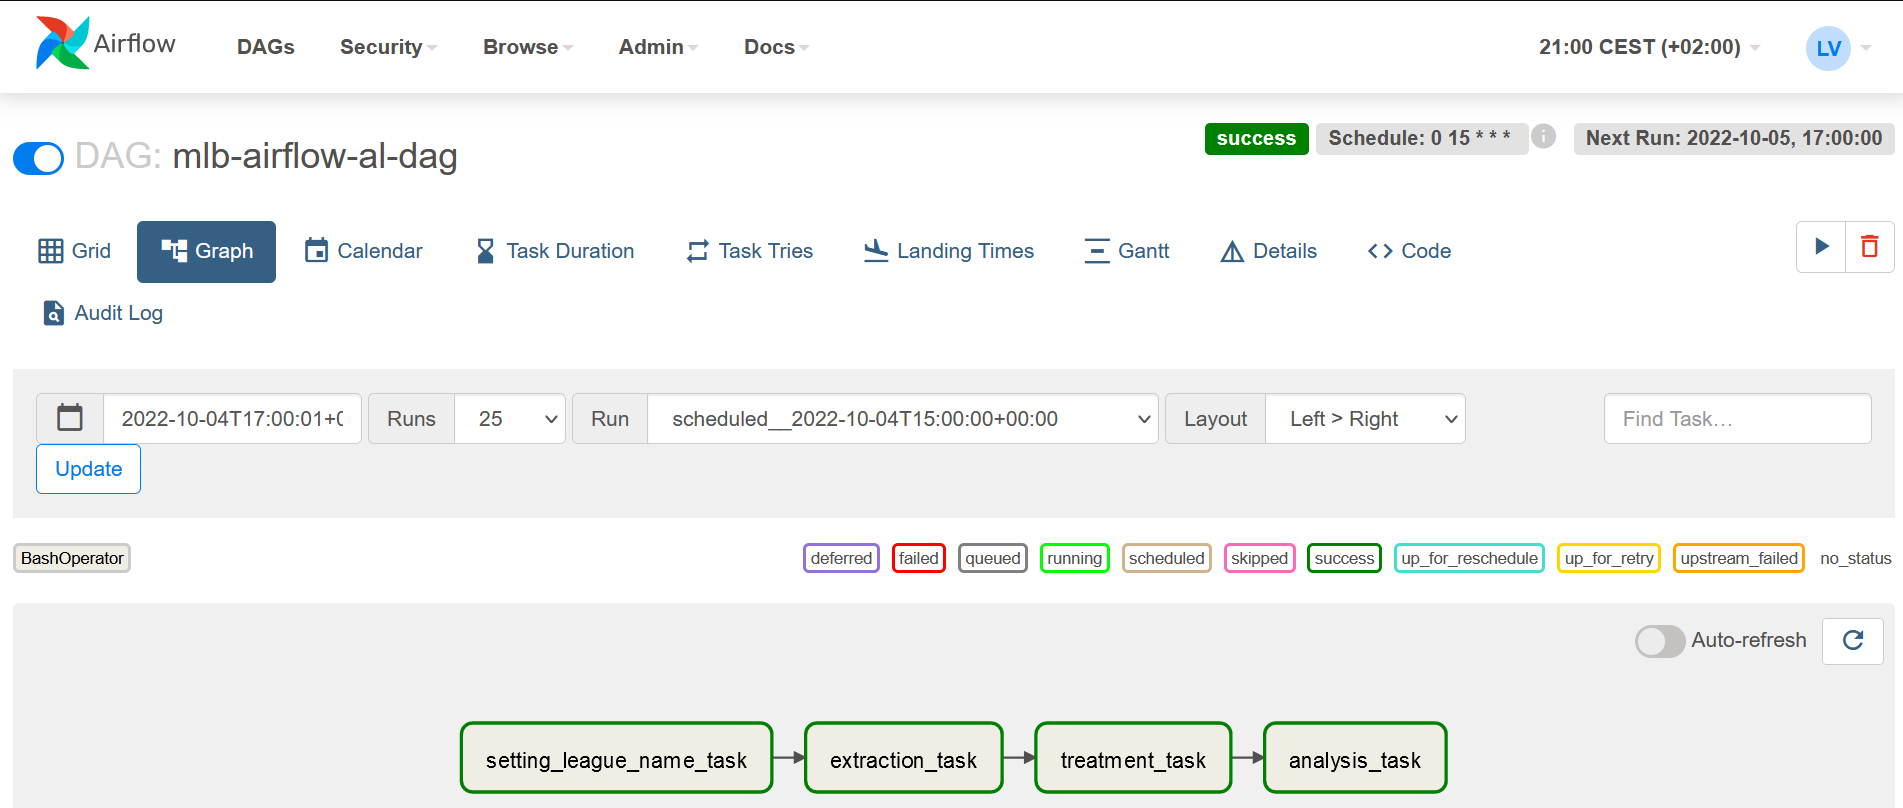 Airflow DAGs Security Browse Admin Docs 21:00 CEST (+02:00) LV
DAG: mlb-airflow-al-dag success Schedule: 0 15 * * * i Next Run: 2022-10-05, 17:00:00
Grid Graph Calendar Task Duration Task Tries Landing Times Gantt Details <> Code
Audit Log
2022-10-04T17:00:01+0 Runs 25 Run scheduled__2022-10-04T15:00:00+00:00 Layout Left > Right Find Task…
Update
BashOperator deferred failed queued running scheduled skipped success up_for_reschedule up_for_retry upstream_failed no_status
Auto-refresh
setting_league_name_task extraction_task treatment_task analysis_task